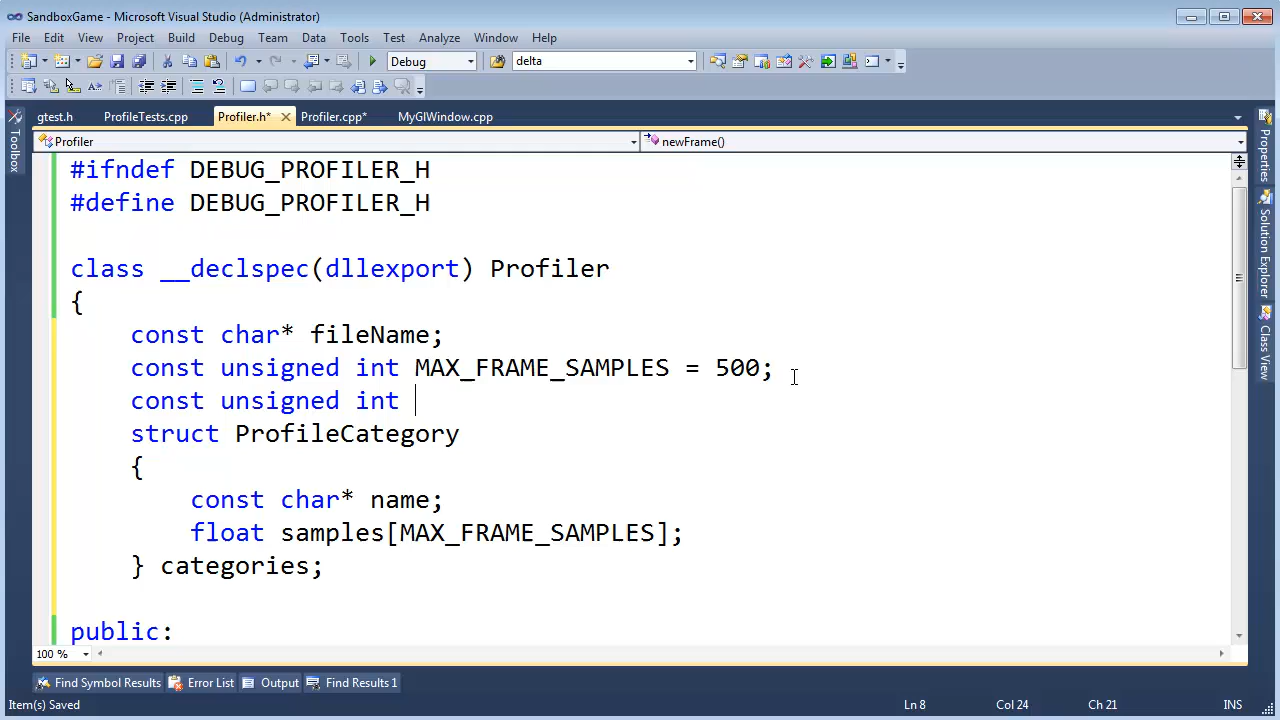 SandboxGame - Microsoft Visual Studio (Administrator)
File Edit View Project Build Debug Team Data Tools Test Analyze Window Help
Debug delta
gtest.h ProfileTests.cpp Profiler.h* Profiler.cpp* MyGlWindow.cpp
Profiler newFrame()
Toolbox
Properties
Solution Explorer
Class View
#ifndef DEBUG_PROFILER_H
#define DEBUG_PROFILER_H
class __declspec(dllexport) Profiler
{
const char* fileName;
const unsigned int MAX_FRAME_SAMPLES = 500;
const unsigned int
struct ProfileCategory
{
const char* name;
float samples[MAX_FRAME_SAMPLES];
} categories;
public:
100 %
Find Symbol Results Error List Output Find Results 1
Item(s) Saved Ln 8 Col 24 Ch 21 INS